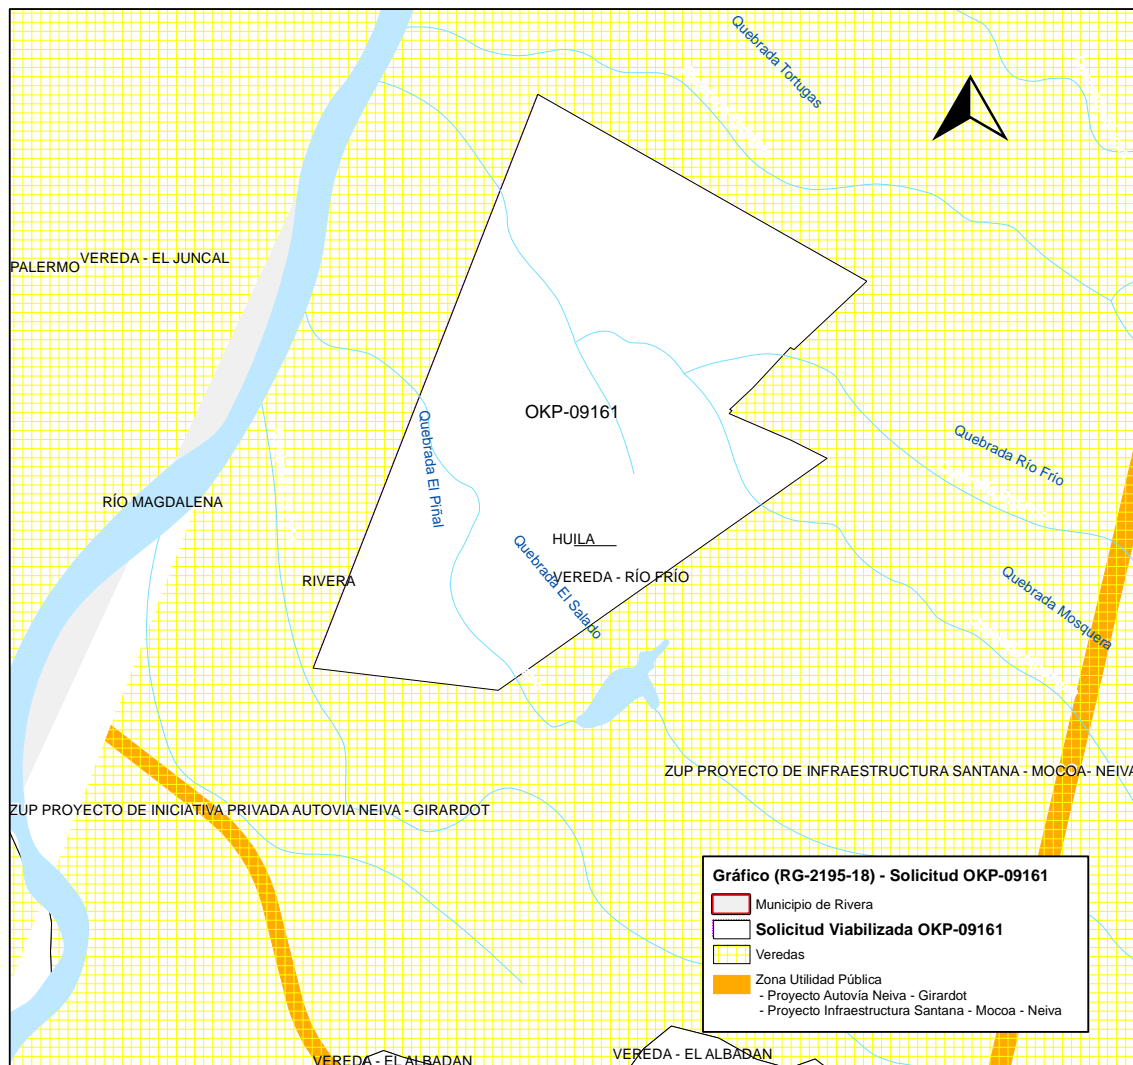 Quebrada Tortugas
VEREDA - EL JUNCAL
PALERMO
OKP-09161
Quebrada El Piñal
Quebrada Río Frío
RÍO MAGDALENA
HUILA
Quebrada El Salado
VEREDA - RÍO FRÍO
RIVERA
Quebrada Mosquera
ZUP PROYECTO DE INFRAESTRUCTURA SANTANA - MOCOA- NEIVA
ZUP PROYECTO DE INICIATIVA PRIVADA AUTOVIA NEIVA - GIRARDOT
Gráfico (RG-2195-18) - Solicitud OKP-09161
Municipio de Rivera
Solicitud Viabilizada OKP-09161
Veredas
Zona Utilidad Pública
- Proyecto Autovía Neiva - Girardot
- Proyecto Infraestructura Santana - Mocoa - Neiva
VEREDA - EL ALBADAN
VEREDA - EL ALBADAN